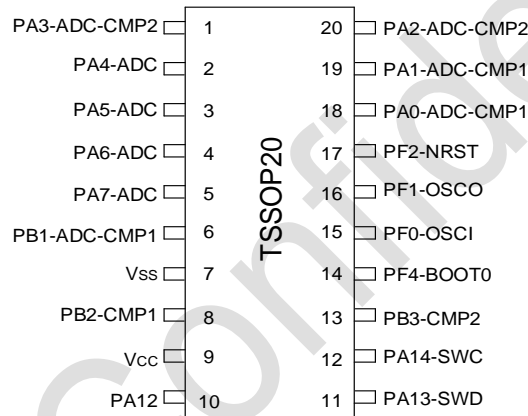 PA3-ADC-CMP2 1 20 PA2-ADC-CMP2
PA4-ADC 2 19 PA1-ADC-CMP1
PA5-ADC 3 18 PA0-ADC-CMP1
PA6-ADC 4 17 PF2-NRST
PA7-ADC 5 16 PF1-OSCO
PB1-ADC-CMP1 6 15 PF0-OSCI
Vss 7 14 PF4-BOOT0
PB2-CMP1 8 13 PB3-CMP2
Vcc 9 12 PA14-SWC
PA12 10 11 PA13-SWD
TSSOP20
Confide